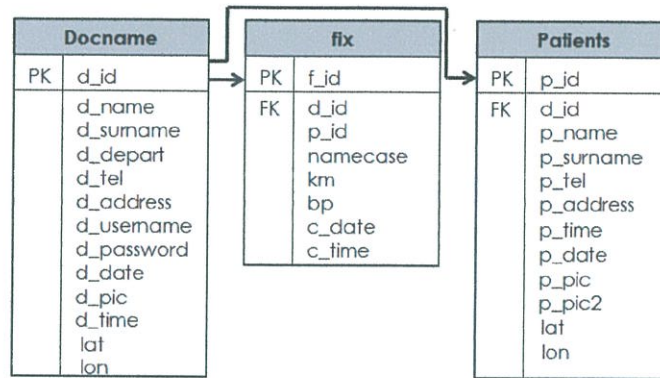 Docname
PK d_id
d_name
d_surname
d_depart
d_tel
d_address
d_username
d_password
d_date
d_pic
d_time
lat
lon
fix
PK f_id
FK d_id
p_id
namecase
km
bp
c_date
c_time
Patients
PK p_id
FK d_id
p_name
p_surname
p_tel
p_address
p_time
p_date
p_pic
p_pic2
lat
lon